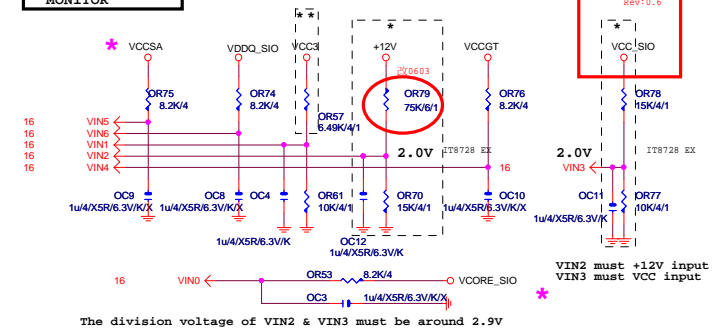 MONITOR
Rev:0.6
* *
*
* VCCSA
VDDQ_SIO
VCC3
+12V
VCCGT
VCC_SIO
改0603
OR75
8.2K/4
OR74
8.2K/4
OR57
6.49K/4/1
OR79
75K/6/1
OR76
8.2K/4
OR78
15K/4/1
16 VIN5
16 VIN6
16 VIN1
16 VIN2
16 VIN4
2.0V
IT8728 EX
16
2.0V
VIN3
IT8728 EX
OC9
1u/4/X5R/6.3V/K/X
OC8
1u/4/X5R/6.3V/K/X
OC4
1u/4/X5R/6.3V/K
OR61
10K/4/1
OC12
1u/4/X5R/6.3V/K
OR70
15K/4/1
OC10
1u/4/X5R/6.3V/K/X
OC11
1u/4/X5R/6.3V/K
OR77
10K/4/1
VIN2 must +12V input
VIN3 must VCC input
16 VIN0
OR53 8.2K/4
VCORE_SIO
OC3 1u/4/X5R/6.3V/K/X
*
The division voltage of VIN2 & VIN3 must be around 2.9V